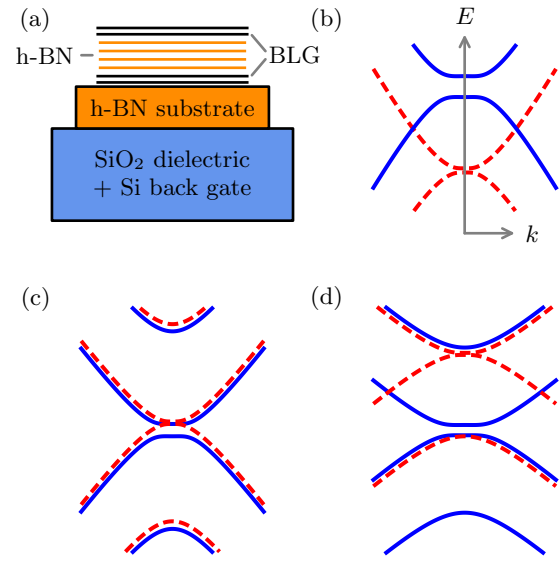 (a)
h-BN
BLG
h-BN substrate
SiO₂ dielectric
+ Si back gate
(b)
E
k
(c)
(d)